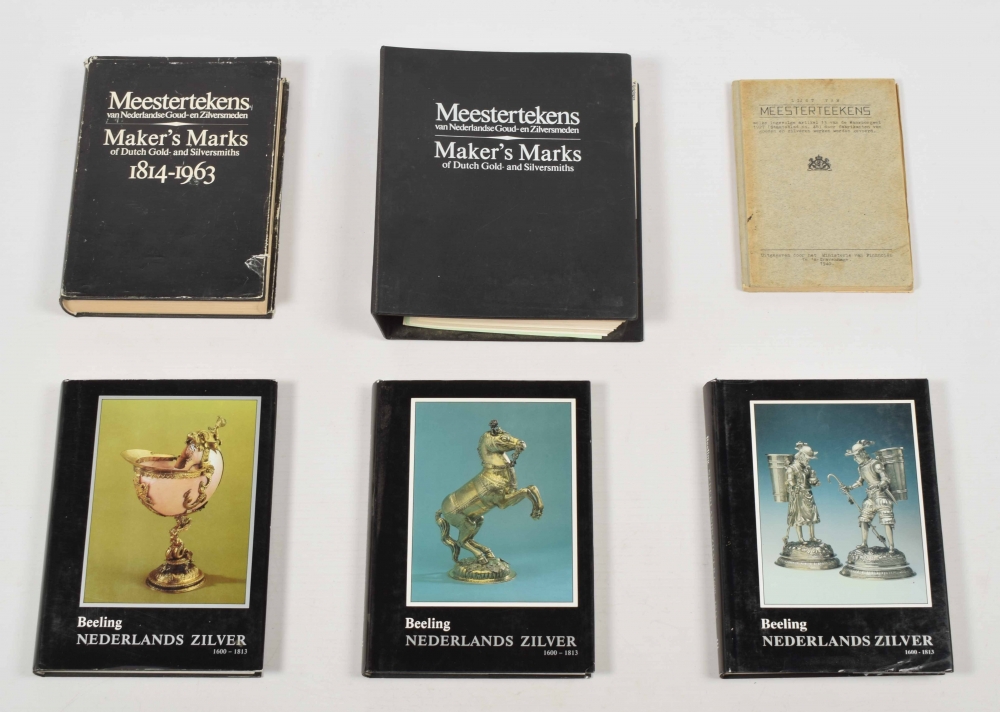 Meestertekens
van Nederlandse Goud- en Zilversmeden
Maker's Marks
of Dutch Gold- and Silversmiths
1814-1963
Meestertekens
van Nederlandse Goud- en Zilversmeden
Maker's Marks
of Dutch Gold- and Silversmiths
MEESTERTEEKENS
Beeling
NEDERLANDS ZILVER
1600 - 1813
Beeling
NEDERLANDS ZILVER
1600 - 1813
Beeling
NEDERLANDS ZILVER
1600 - 1813